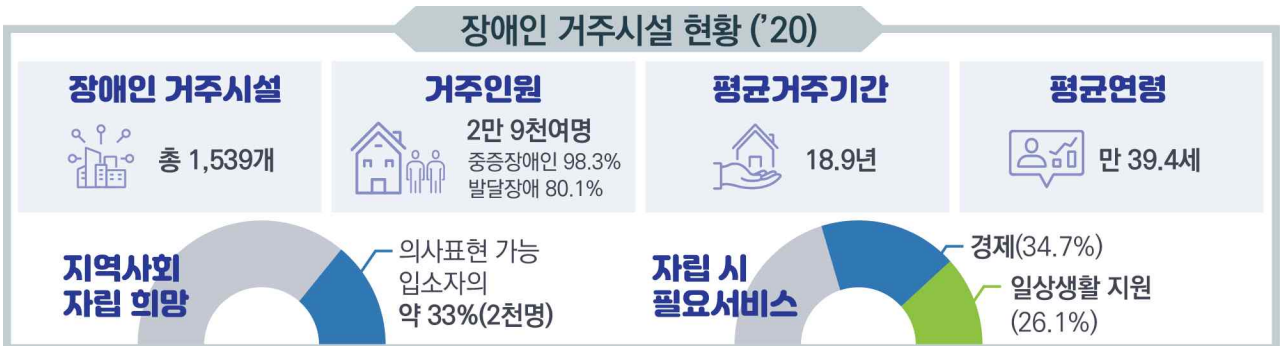 장애인 거주시설 현황 (’20)
장애인 거주시설
총 1,539개
거주인원
2만 9천여명
중증장애인 98.3%
발달장애 80.1%
평균거주기간
18.9년
평균연령
만 39.4세
지역사회
자립 희망
의사표현 가능
입소자의
약 33%(2천명)
자립 시
필요서비스
경제(34.7%)
일상생활 지원
(26.1%)